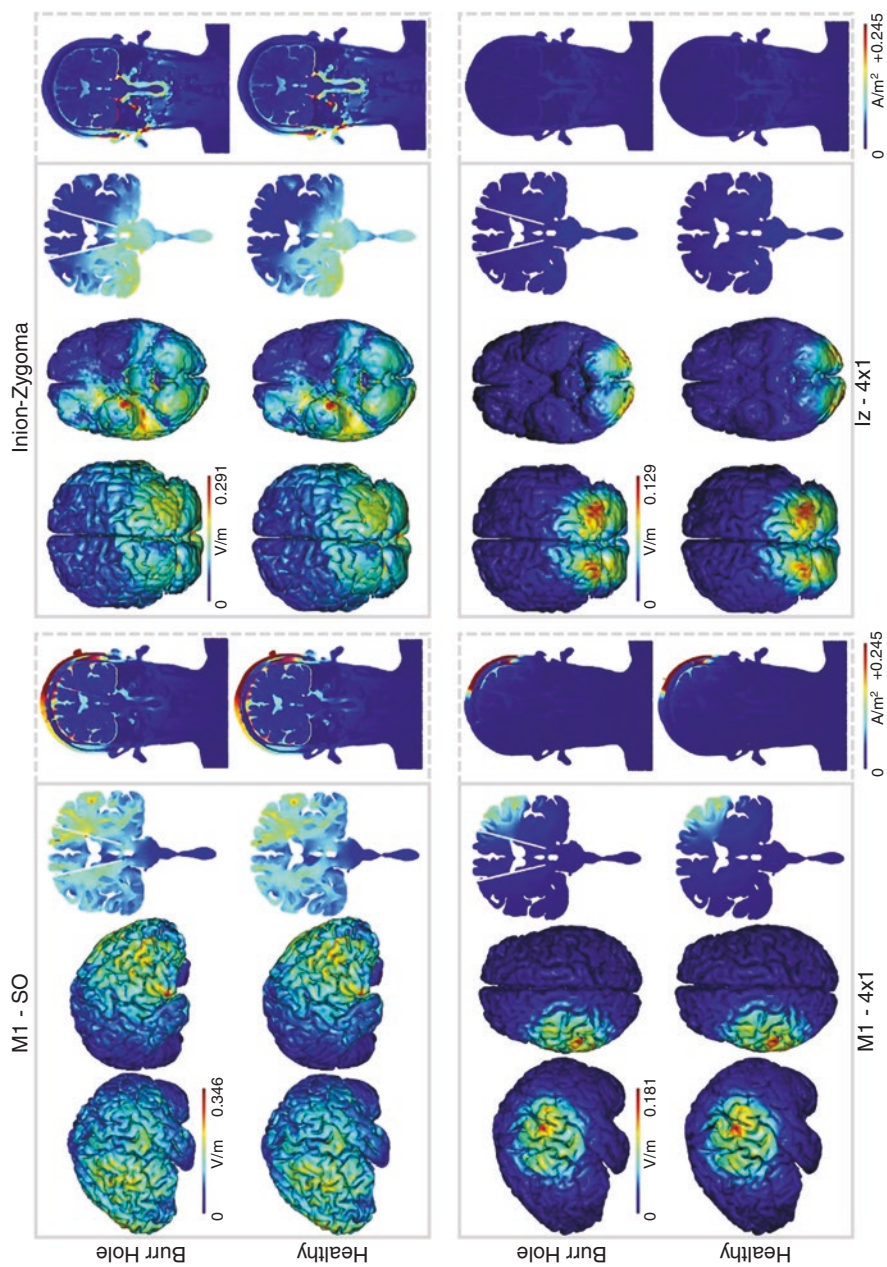 M1 - SO
Inion-Zygoma
Burr Hole
0 V/m 0.346
0 V/m 0.291
Healthy
Burr Hole
0 V/m 0.181
0 V/m 0.129
Healthy
0 A/m² +0.245
0 A/m² +0.245
M1 - 4x1
Iz - 4x1